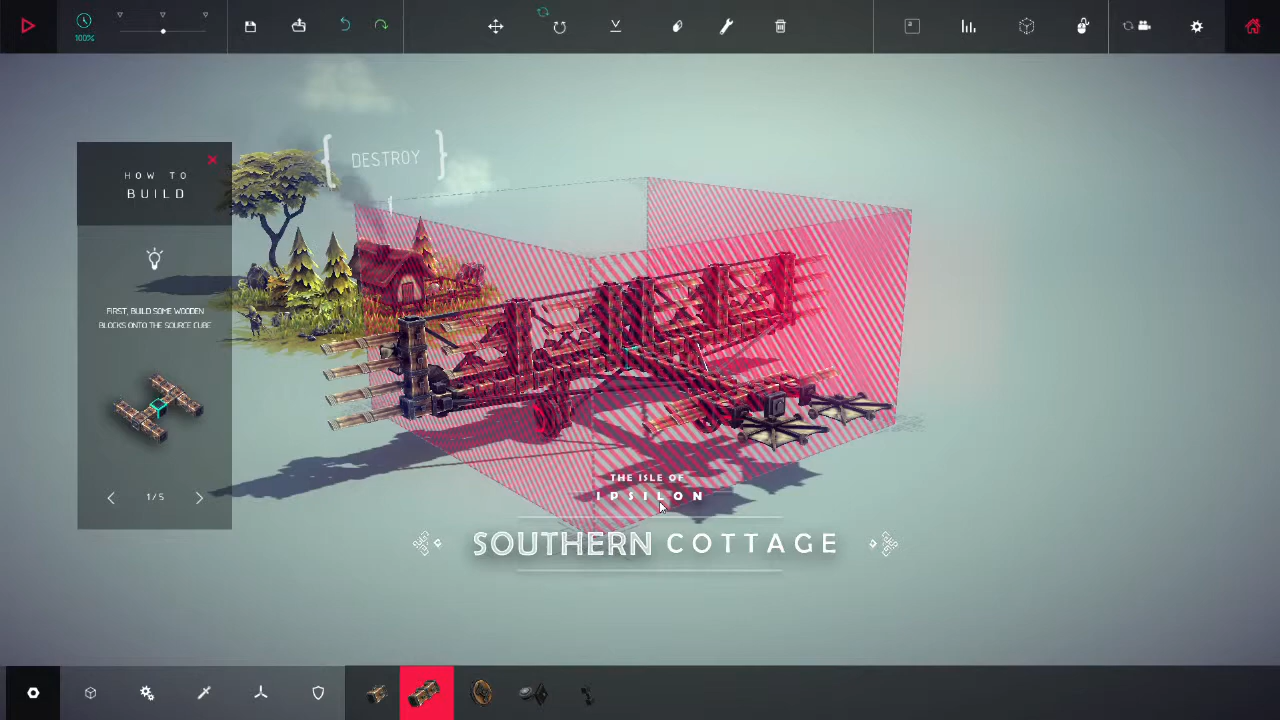 100%
DESTROY
HOW TO
BUILD
FIRST, BUILD SOME WOODEN
BLOCKS ONTO THE SOURCE CUBE
1/5
THE ISLE OF
IPSILON
SOUTHERN COTTAGE